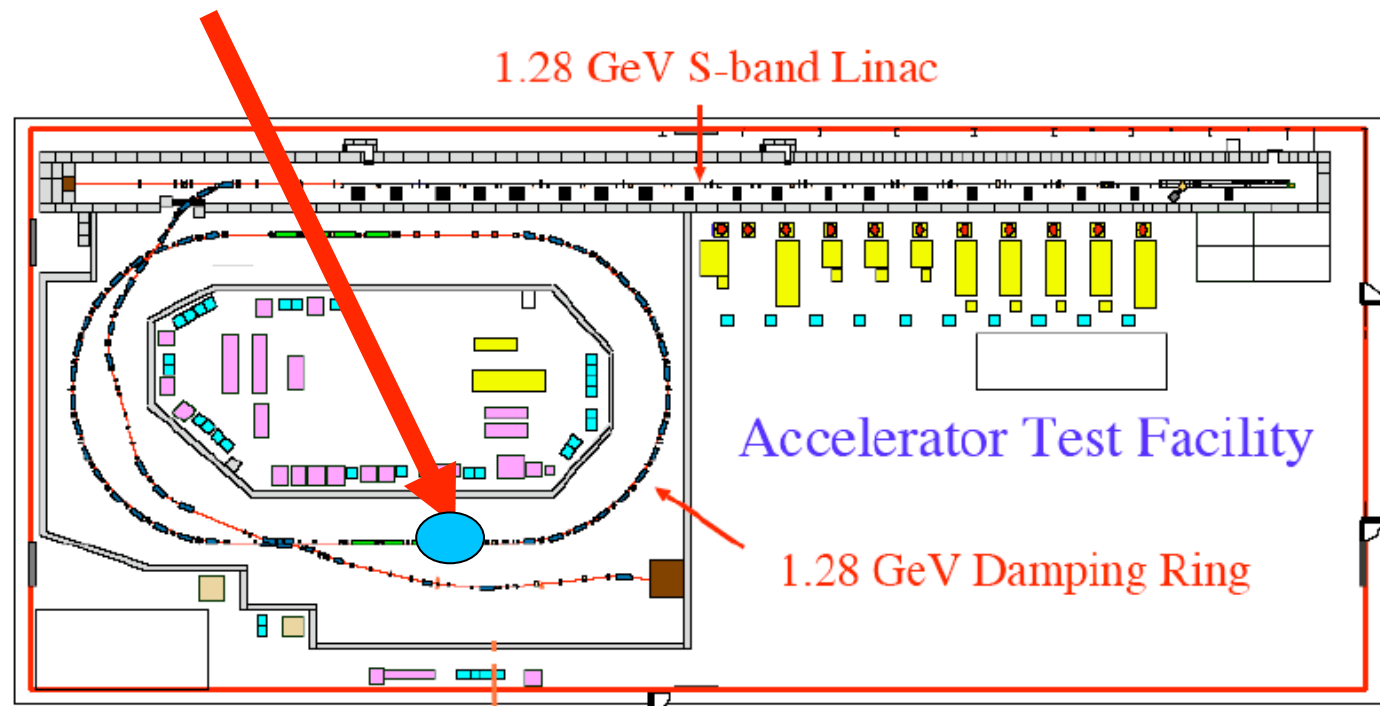 1.28 GeV S-band Linac
Accelerator Test Facility
1.28 GeV Damping Ring